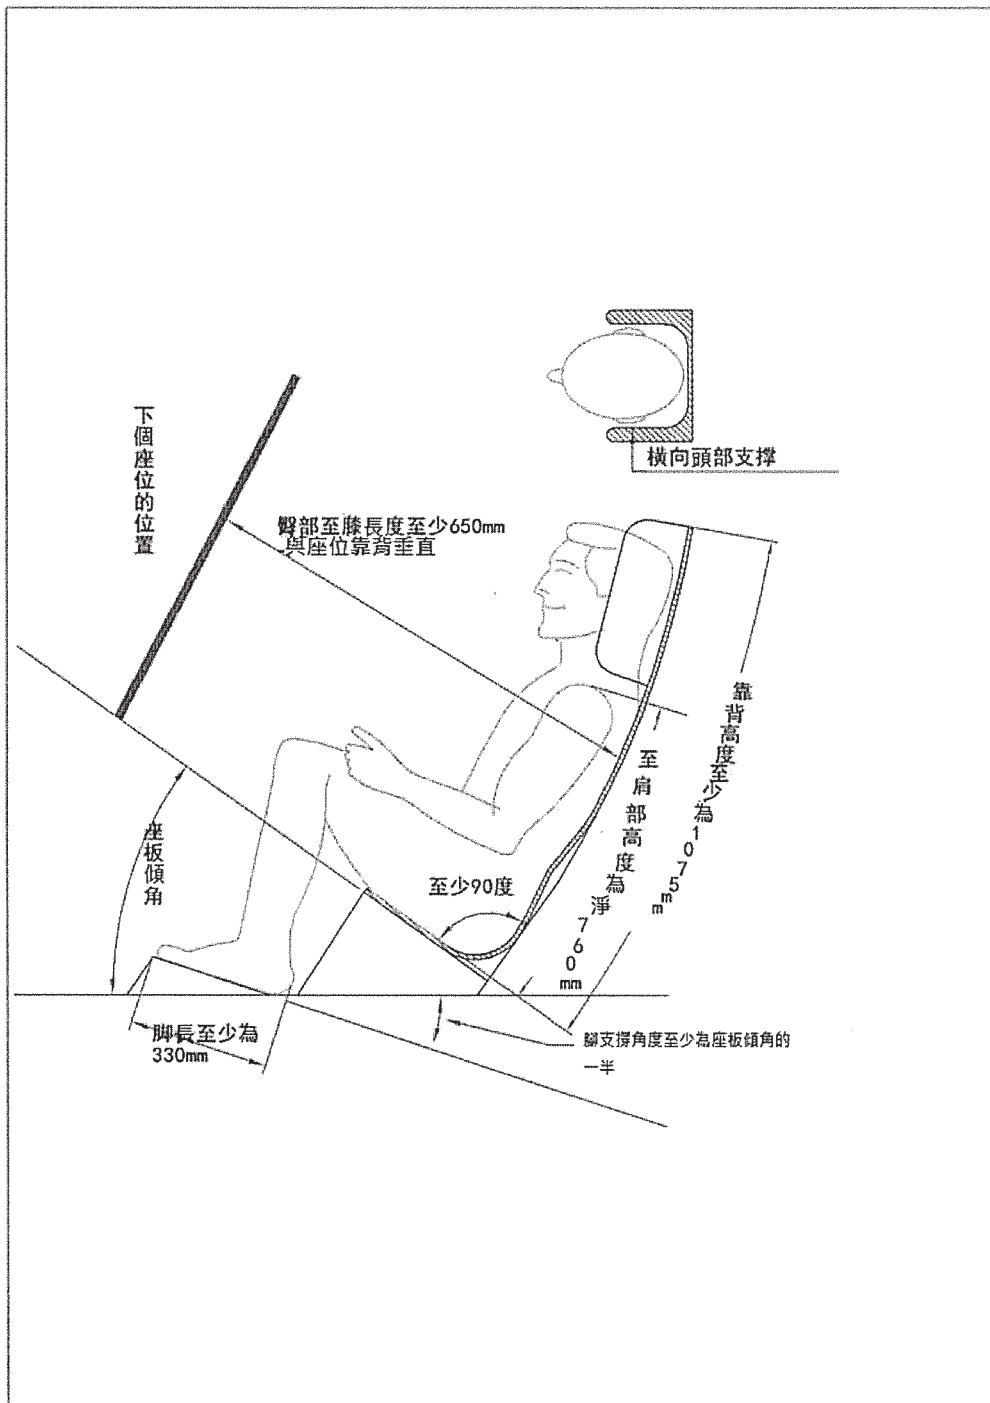 橫向頭部支撐
下個座位的位置
臀部至膝長度至少650mm
與座位靠背垂直
靠背高度至少為1075mm
至肩部高度為淨760mm
座板傾角
至少90度
脚長至少為
330mm
腳支撐角度至少為座板傾角的
一半